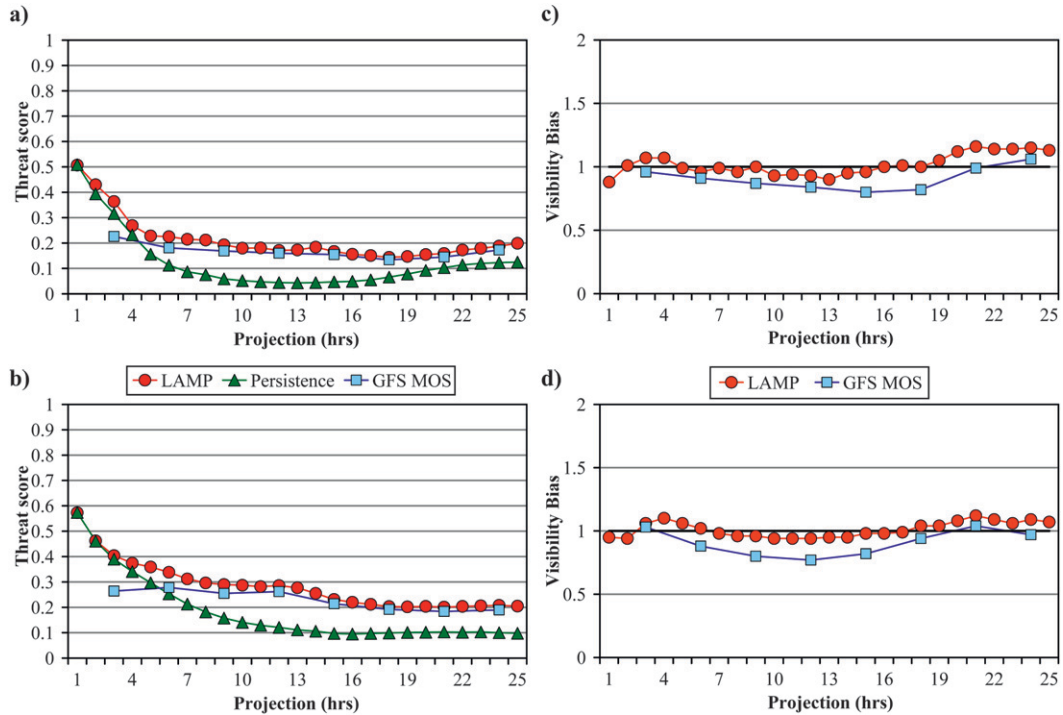 a)
Threat score
1
0.9
0.8
0.7
0.6
0.5
0.4
0.3
0.2
0.1
0
1 4 7 10 13 16 19 22 25
Projection (hrs)
c)
Visibility Bias
2
1.5
1
0.5
0
1 4 7 10 13 16 19 22 25
Projection (hrs)
b)
LAMP Persistence GFS MOS
Threat score
1
0.9
0.8
0.7
0.6
0.5
0.4
0.3
0.2
0.1
0
1 4 7 10 13 16 19 22 25
Projection (hrs)
d)
LAMP GFS MOS
Visibility Bias
2
1.5
1
0.5
0
1 4 7 10 13 16 19 22 25
Projection (hrs)